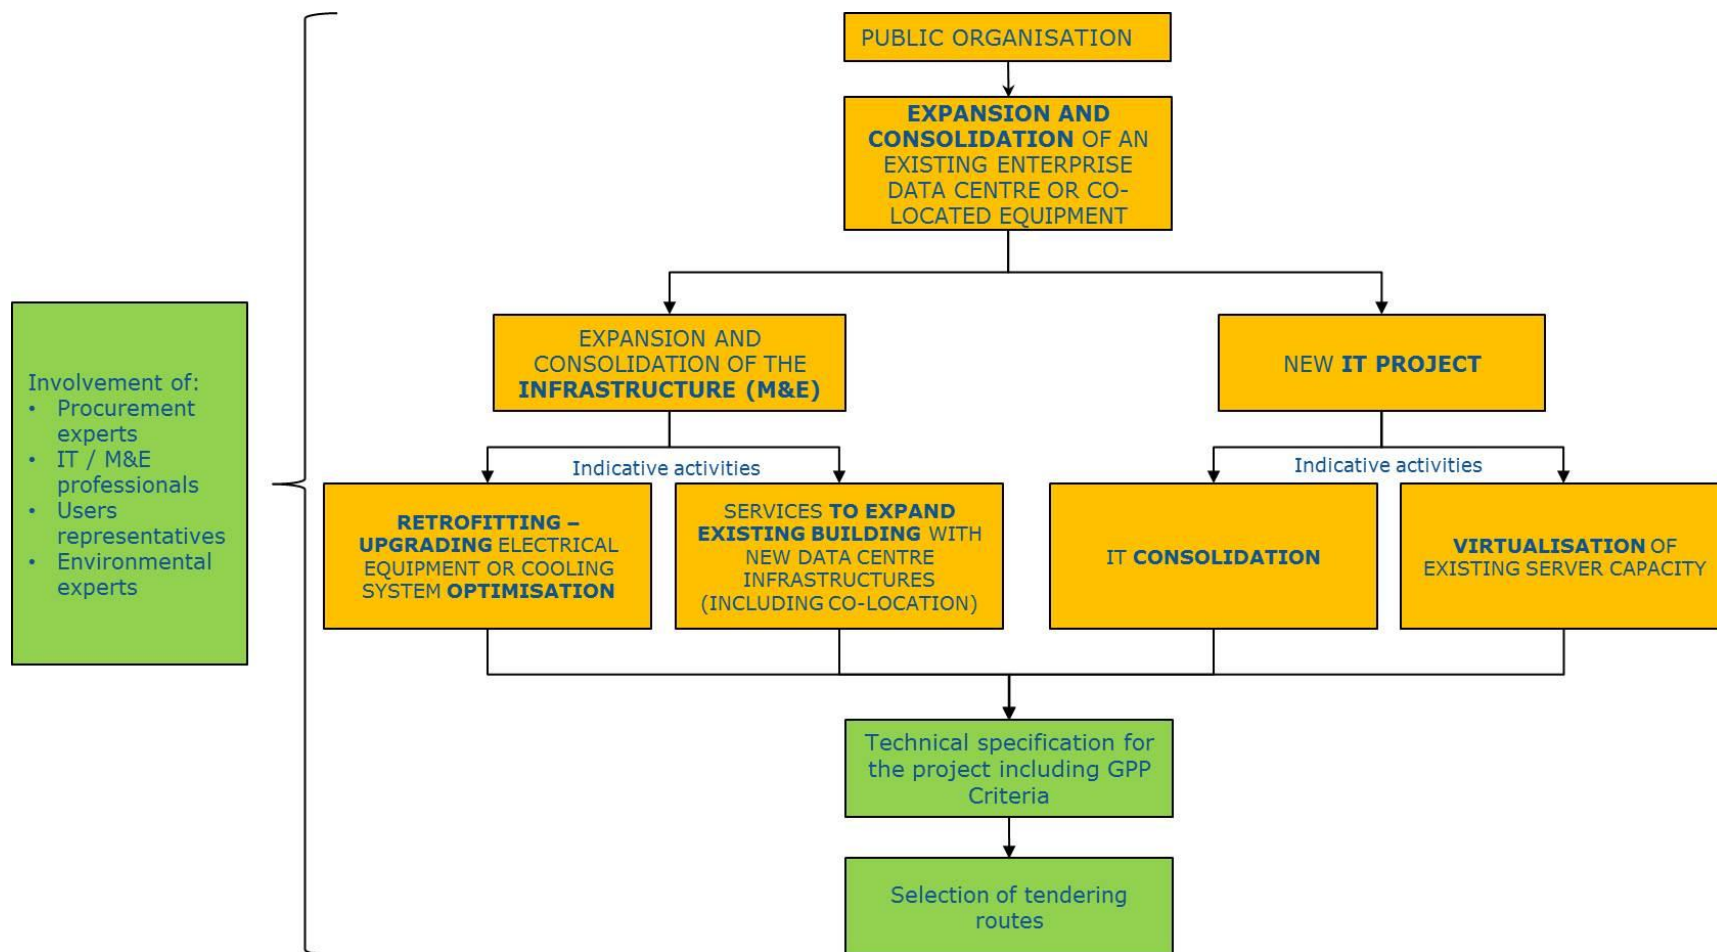 PUBLIC ORGANISATION
EXPANSION AND
CONSOLIDATION OF AN
EXISTING ENTERPRISE
DATA CENTRE OR CO-
LOCATED EQUIPMENT
Involvement of:
• Procurement
experts
• IT / M&E
professionals
• Users
representatives
• Environmental
experts
EXPANSION AND
CONSOLIDATION OF THE
INFRASTRUCTURE (M&E)
NEW IT PROJECT
Indicative activities
Indicative activities
RETROFITTING –
UPGRADING ELECTRICAL
EQUIPMENT OR COOLING
SYSTEM OPTIMISATION
SERVICES TO EXPAND
EXISTING BUILDING WITH
NEW DATA CENTRE
INFRASTRUCTURES
(INCLUDING CO-LOCATION)
IT CONSOLIDATION
VIRTUALISATION OF
EXISTING SERVER CAPACITY
Technical specification for
the project including GPP
Criteria
Selection of tendering
routes